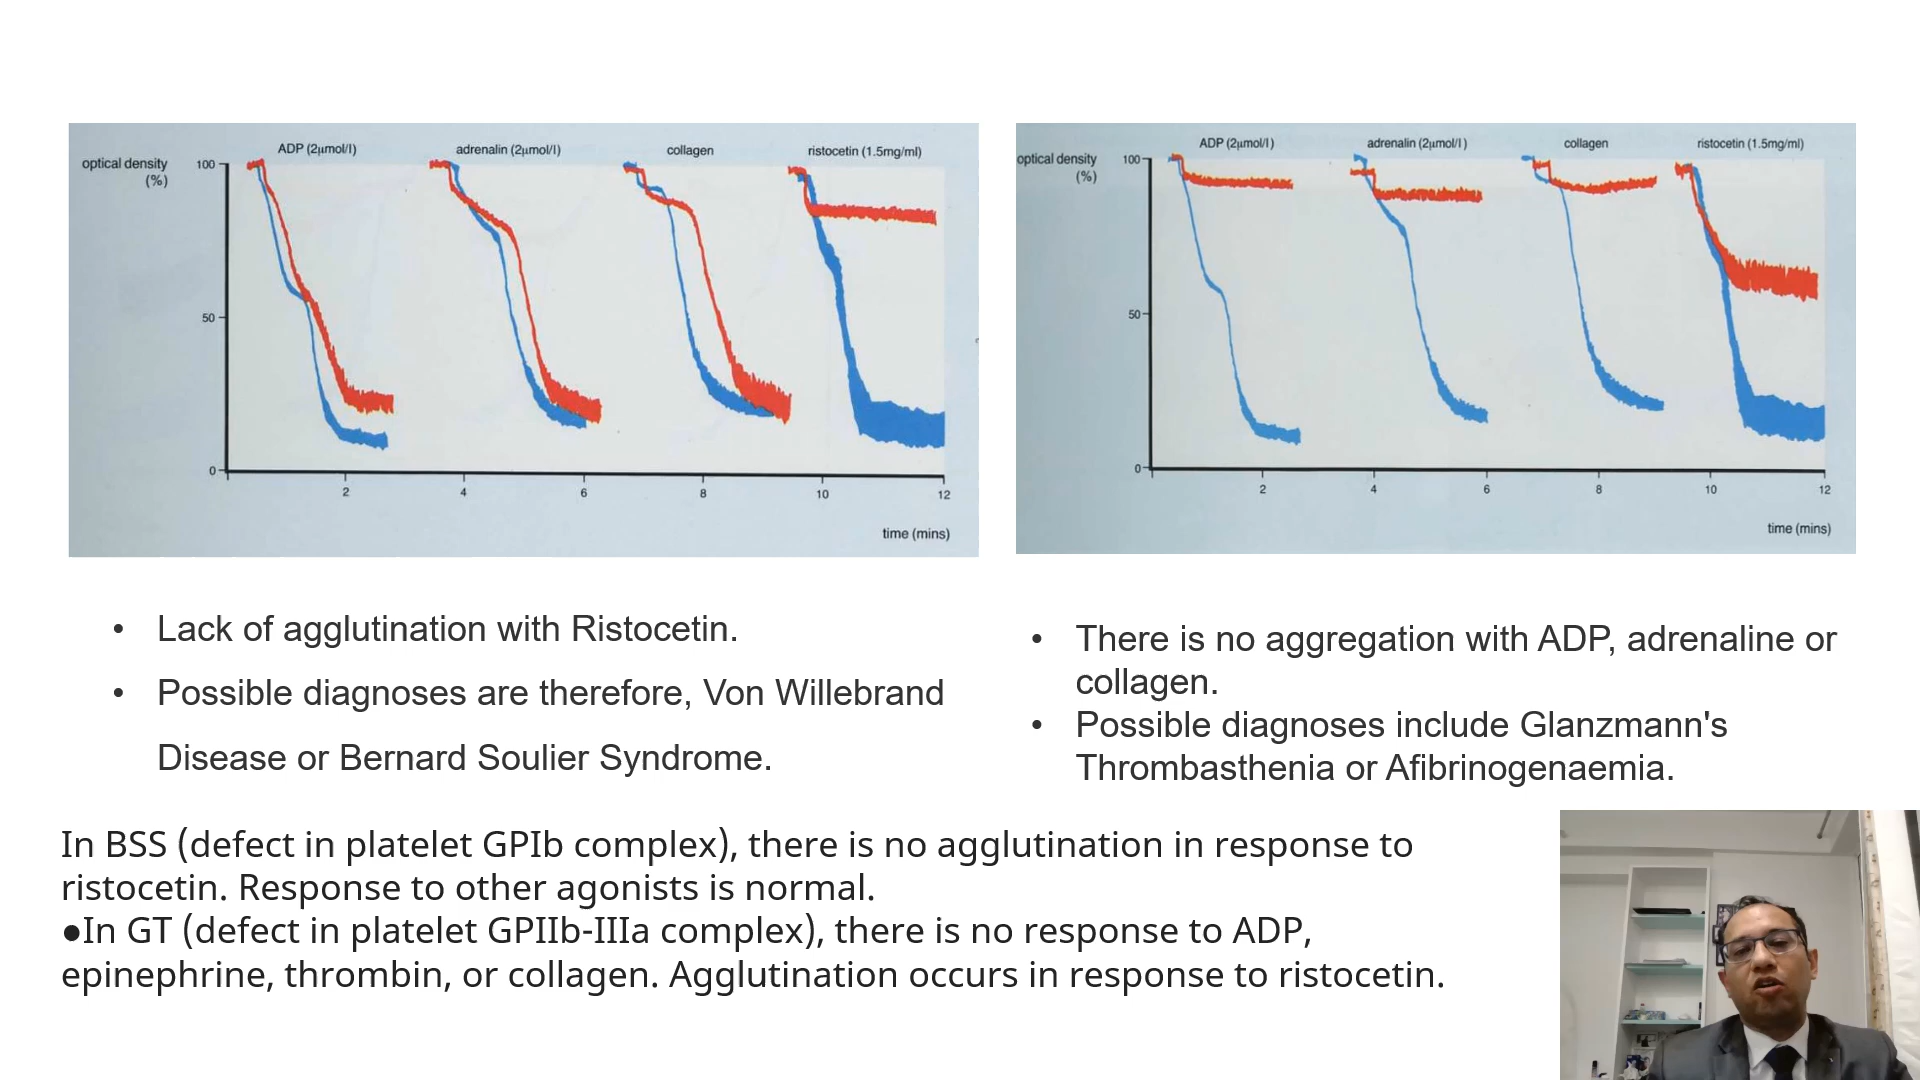 ADP (2µmol/l) adrenalin (2µmol/l) collagen ristocetin (1.5mg/ml)
optical density
(%)
100
50
0
2 4 6 8 10 12
time (mins)
ADP (2µmol/l) adrenalin (2µmol/l) collagen ristocetin (1.5mg/ml)
optical density
(%)
100
50
0
2 4 6 8 10 12
time (mins)
• Lack of agglutination with Ristocetin.
• Possible diagnoses are therefore, Von Willebrand
Disease or Bernard Soulier Syndrome.
• There is no aggregation with ADP, adrenaline or
collagen.
• Possible diagnoses include Glanzmann's
Thrombasthenia or Afibrinogenaemia.
In BSS (defect in platelet GPIb complex), there is no agglutination in response to
ristocetin. Response to other agonists is normal.
●In GT (defect in platelet GPIIb-IIIa complex), there is no response to ADP,
epinephrine, thrombin, or collagen. Agglutination occurs in response to ristocetin.